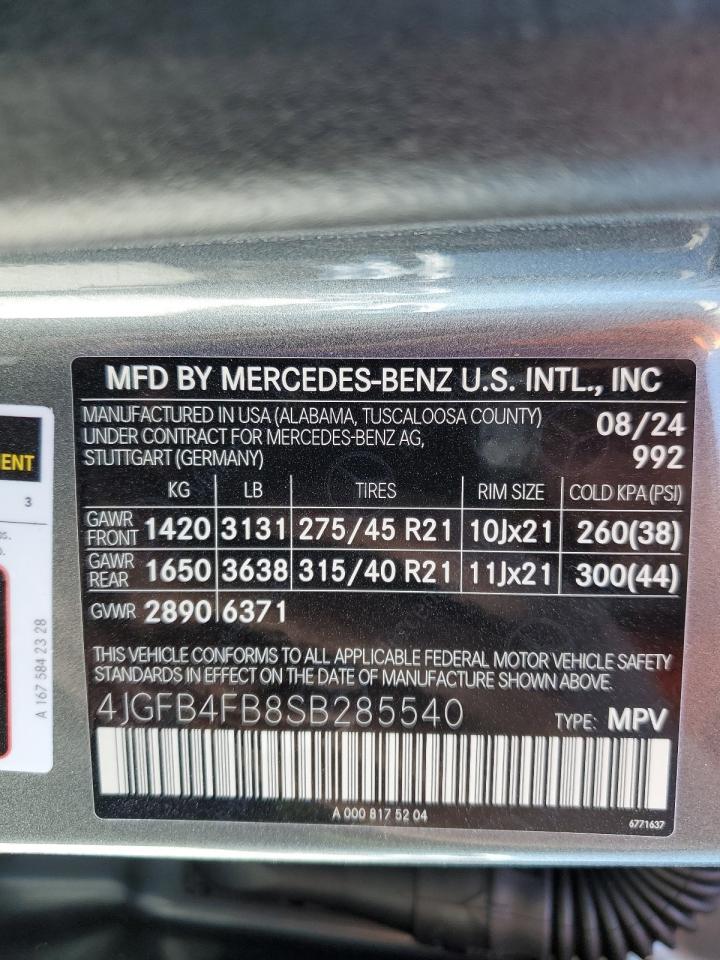 MFD BY MERCEDES-BENZ U.S. INTL., INC
MANUFACTURED IN USA (ALABAMA, TUSCALOOSA COUNTY) 08/24
UNDER CONTRACT FOR MERCEDES-BENZ AG,
STUTTGART (GERMANY) 992
KG LB TIRES RIM SIZE COLD KPA (PSI)
GAWR FRONT 1420 3131 275/45 R21 10Jx21 260(38)
GAWR REAR 1650 3638 315/40 R21 11Jx21 300(44)
GVWR 2890 6371
THIS VEHICLE CONFORMS TO ALL APPLICABLE FEDERAL MOTOR VEHICLE SAFETY
STANDARDS IN EFFECT ON THE DATE OF MANUFACTURE SHOWN ABOVE.
4JGFB4FB8SB285540 TYPE: MPV
A 000 817 52 04
6771637
ENT
3
A 167 584 23 28